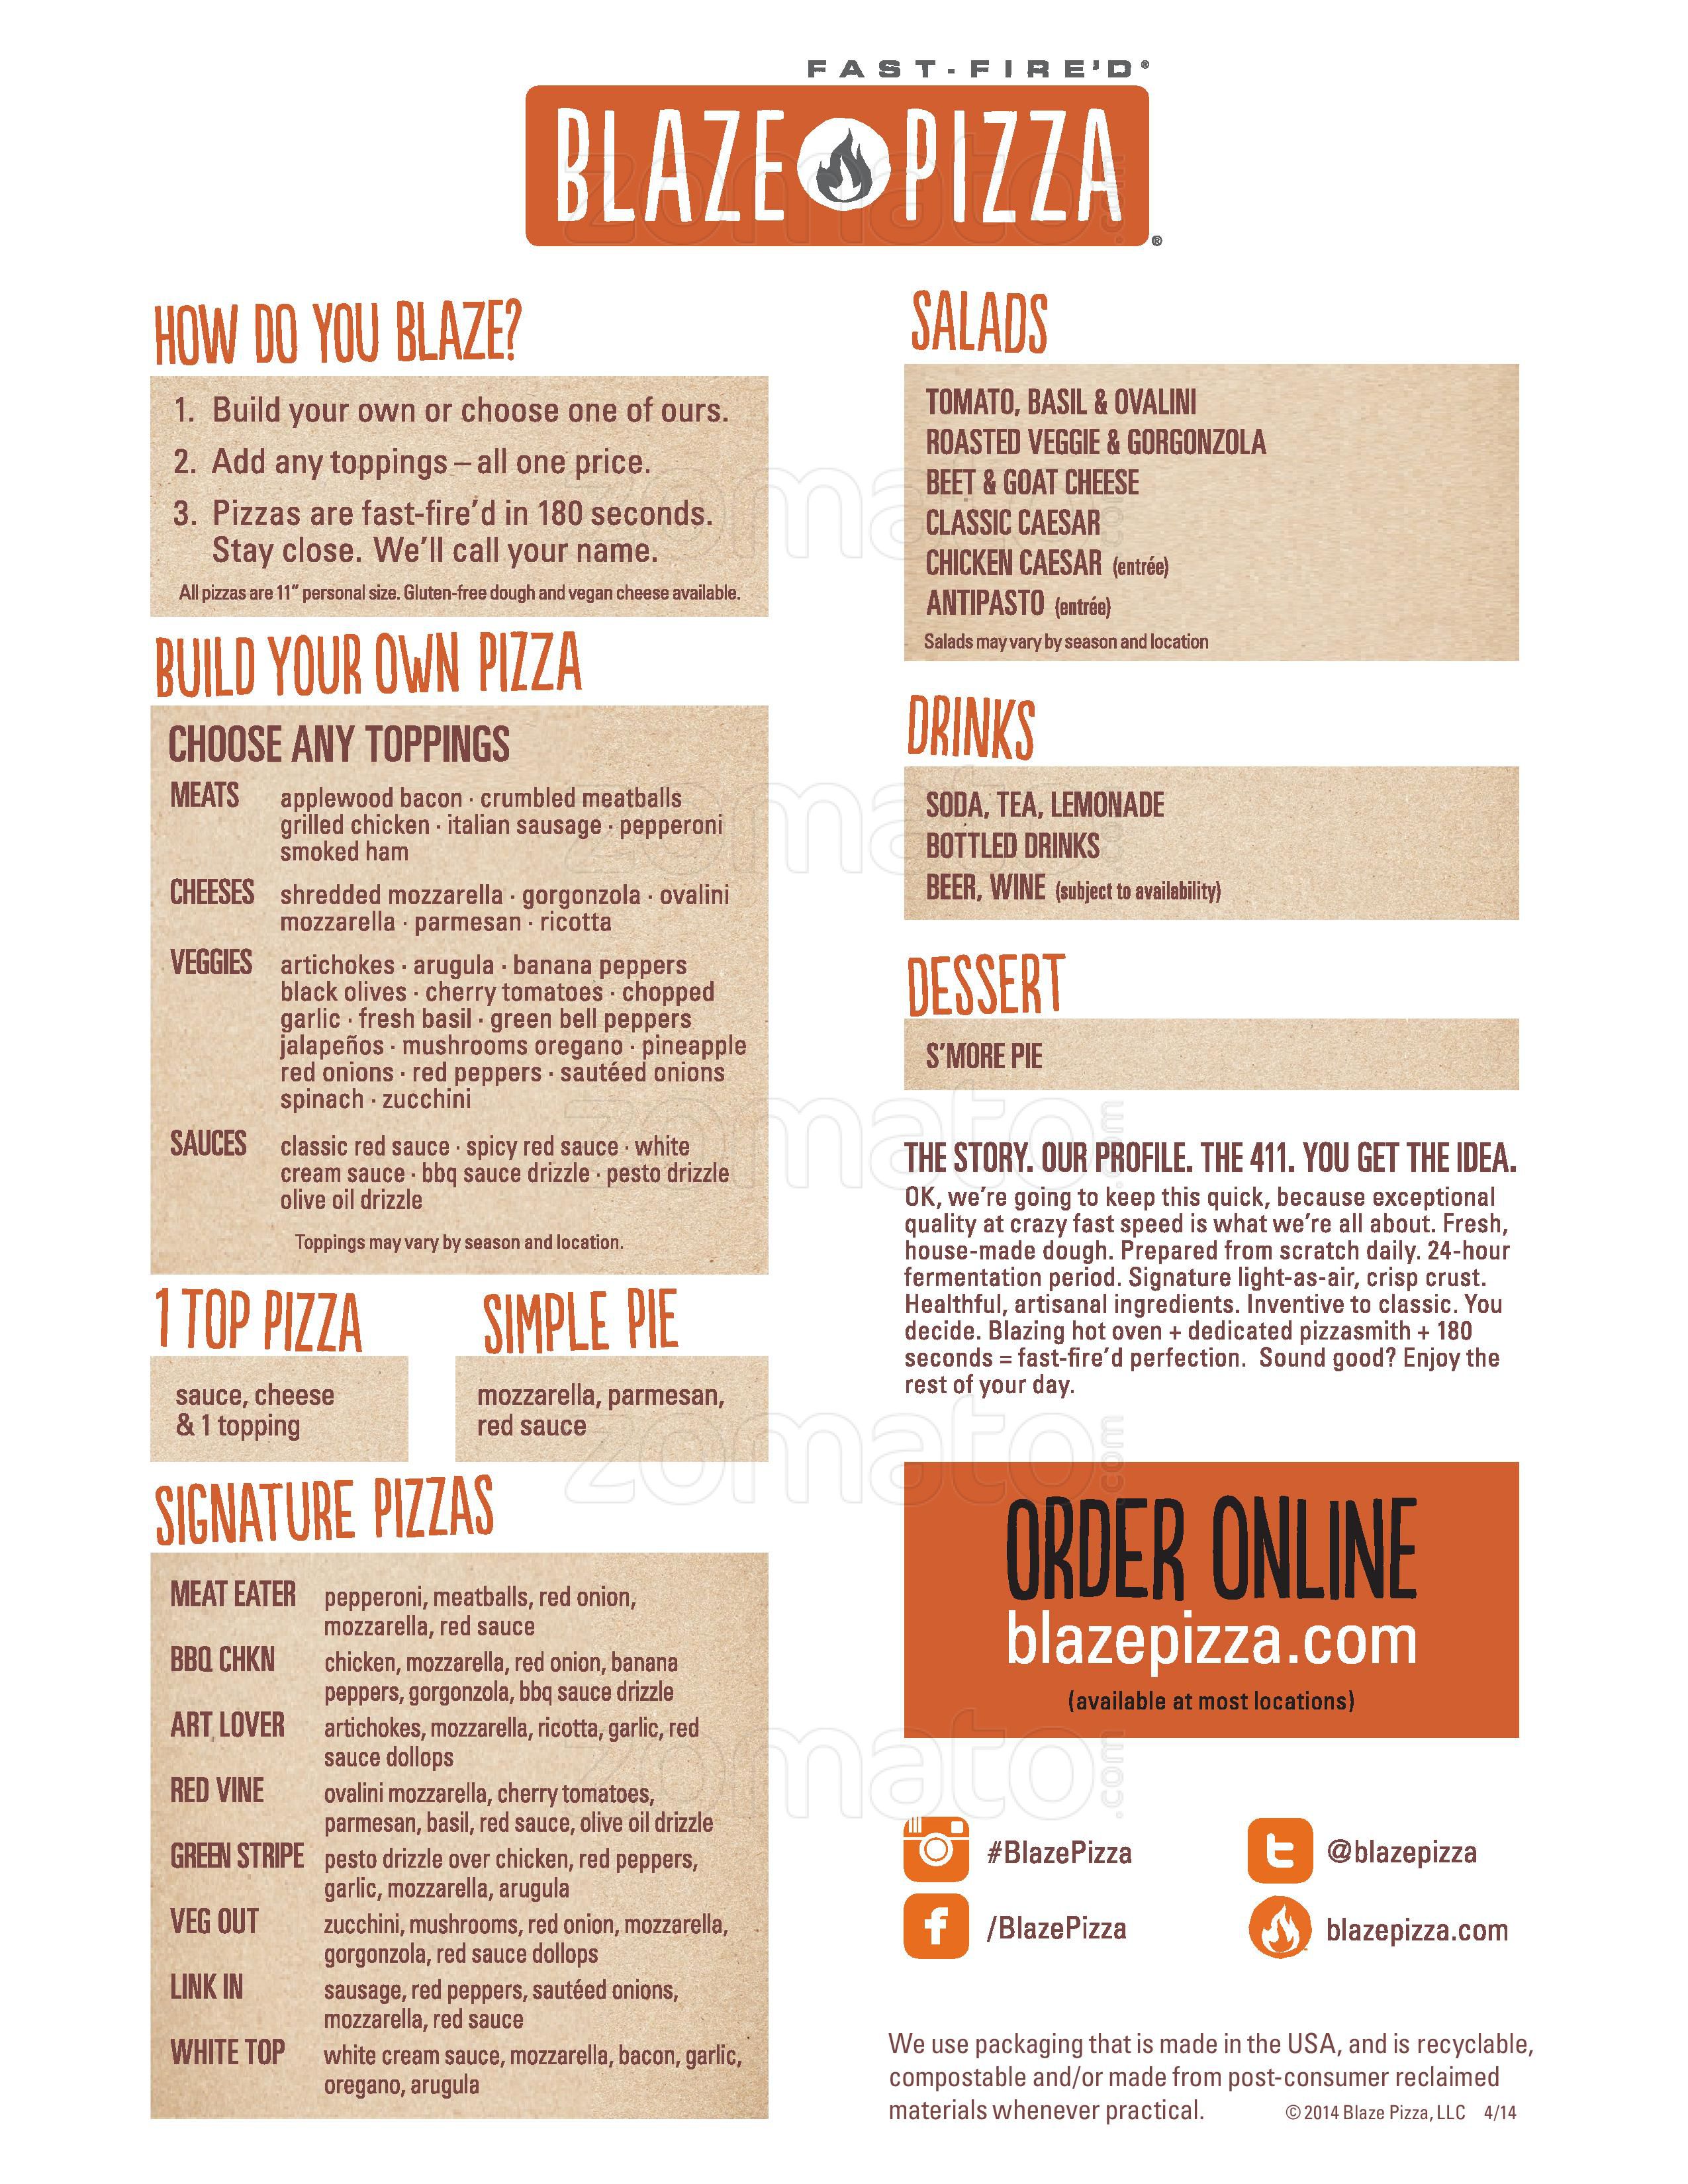 FAST-FIRE'D®
BLAZE PIZZA®
HOW DO YOU BLAZE?
1. Build your own or choose one of ours.
2. Add any toppings – all one price.
3. Pizzas are fast-fire'd in 180 seconds.
Stay close. We'll call your name.
All pizzas are 11" personal size. Gluten-free dough and vegan cheese available.
BUILD YOUR OWN PIZZA
CHOOSE ANY TOPPINGS
MEATS applewood bacon · crumbled meatballs
grilled chicken · italian sausage · pepperoni
smoked ham
CHEESES shredded mozzarella · gorgonzola · ovalini
mozzarella · parmesan · ricotta
VEGGIES artichokes · arugula · banana peppers
black olives · cherry tomatoes · chopped
garlic · fresh basil · green bell peppers
jalapeños · mushrooms oregano · pineapple
red onions · red peppers · sautéed onions
spinach · zucchini
SAUCES classic red sauce · spicy red sauce · white
cream sauce · bbq sauce drizzle · pesto drizzle
olive oil drizzle
Toppings may vary by season and location.
1 TOP PIZZA
sauce, cheese
& 1 topping
SIMPLE PIE
mozzarella, parmesan,
red sauce
SIGNATURE PIZZAS
MEAT EATER pepperoni, meatballs, red onion,
mozzarella, red sauce
BBQ CHKN chicken, mozzarella, red onion, banana
peppers, gorgonzola, bbq sauce drizzle
ART LOVER artichokes, mozzarella, ricotta, garlic, red
sauce dollops
RED VINE ovalini mozzarella, cherry tomatoes,
parmesan, basil, red sauce, olive oil drizzle
GREEN STRIPE pesto drizzle over chicken, red peppers,
garlic, mozzarella, arugula
VEG OUT zucchini, mushrooms, red onion, mozzarella,
gorgonzola, red sauce dollops
LINK IN sausage, red peppers, sautéed onions,
mozzarella, red sauce
WHITE TOP white cream sauce, mozzarella, bacon, garlic,
oregano, arugula
SALADS
TOMATO, BASIL & OVALINI
ROASTED VEGGIE & GORGONZOLA
BEET & GOAT CHEESE
CLASSIC CAESAR
CHICKEN CAESAR (entrée)
ANTIPASTO (entrée)
Salads may vary by season and location
DRINKS
SODA, TEA, LEMONADE
BOTTLED DRINKS
BEER, WINE (subject to availability)
DESSERT
S'MORE PIE
THE STORY. OUR PROFILE. THE 411. YOU GET THE IDEA.
OK, we're going to keep this quick, because exceptional
quality at crazy fast speed is what we're all about. Fresh,
house-made dough. Prepared from scratch daily. 24-hour
fermentation period. Signature light-as-air, crisp crust.
Healthful, artisanal ingredients. Inventive to classic. You
decide. Blazing hot oven + dedicated pizzasmith + 180
seconds = fast-fire'd perfection. Sound good? Enjoy the
rest of your day.
ORDER ONLINE
blazepizza.com
(available at most locations)
#BlazePizza
@blazepizza
/BlazePizza
blazepizza.com
We use packaging that is made in the USA, and is recyclable,
compostable and/or made from post-consumer reclaimed
materials whenever practical. © 2014 Blaze Pizza, LLC 4/14
zomato.com
zomato.com
zomato.com
zomato.com
zomato.com
zomato.com